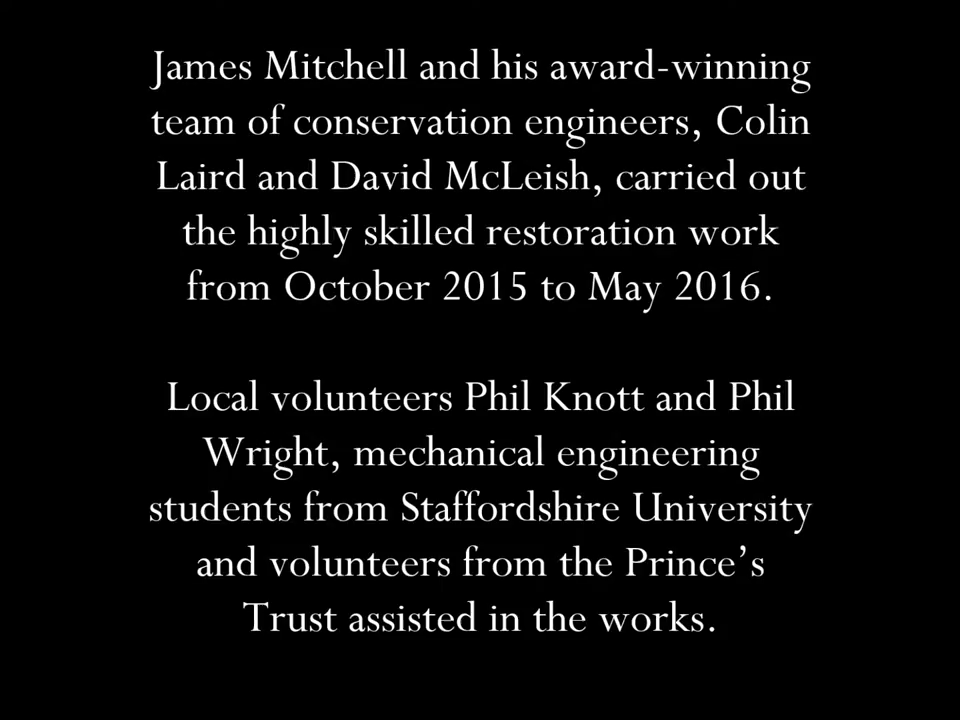 James Mitchell and his award-winning
team of conservation engineers, Colin
Laird and David McLeish, carried out
the highly skilled restoration work
from October 2015 to May 2016.
Local volunteers Phil Knott and Phil
Wright, mechanical engineering
students from Staffordshire University
and volunteers from the Prince’s
Trust assisted in the works.